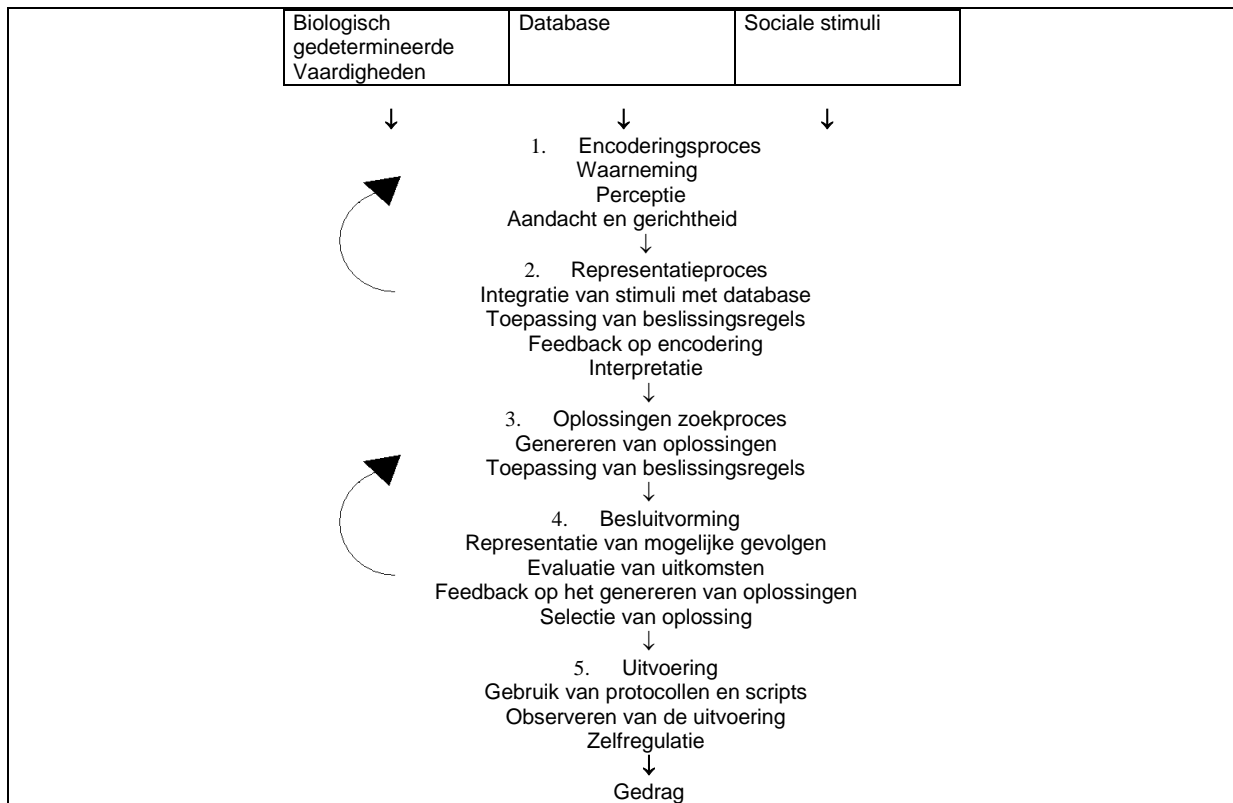 Biologisch
gedetermineerde
Vaardigheden
Database
Sociale stimuli
↓ ↓ ↓
1. Encoderingsproces
Waarneming
Perceptie
Aandacht en gerichtheid
↓
2. Representatieproces
Integratie van stimuli met database
Toepassing van beslissingsregels
Feedback op encodering
Interpretatie
↓
3. Oplossingen zoekproces
Genereren van oplossingen
Toepassing van beslissingsregels
↓
4. Besluitvorming
Representatie van mogelijke gevolgen
Evaluatie van uitkomsten
Feedback op het genereren van oplossingen
Selectie van oplossing
↓
5. Uitvoering
Gebruik van protocollen en scripts
Observeren van de uitvoering
Zelfregulatie
↓
Gedrag